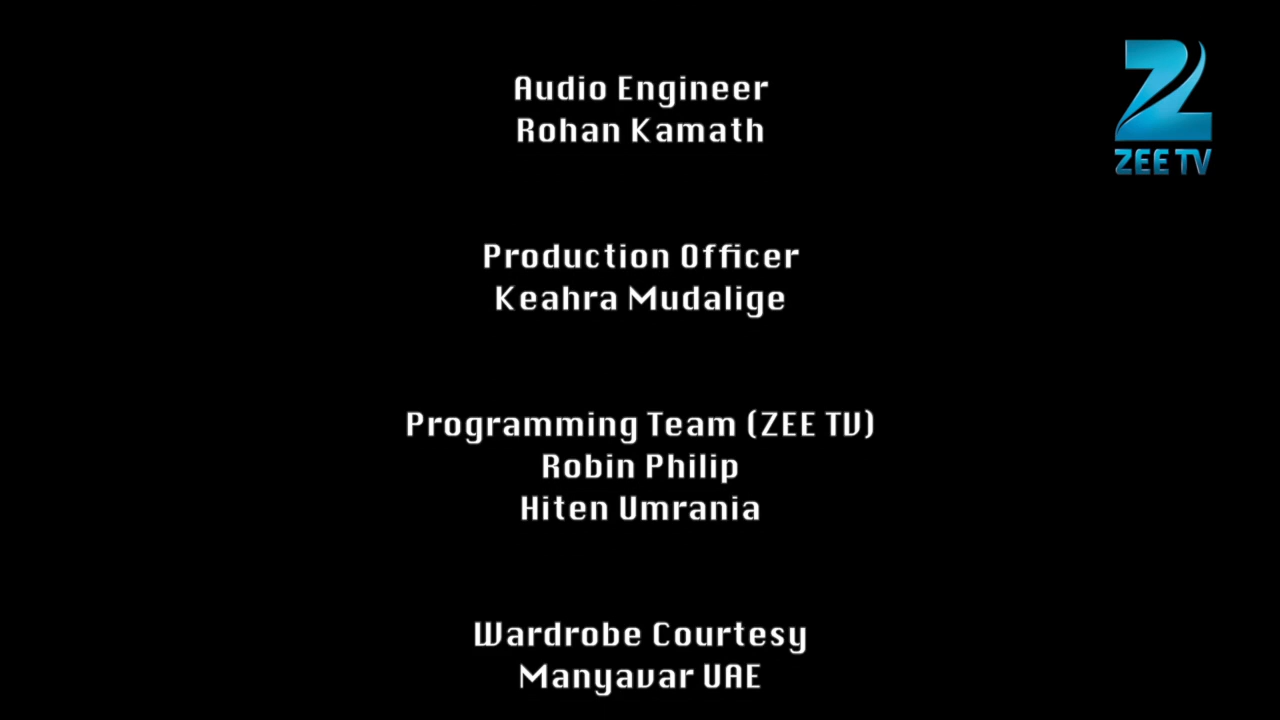 Audio Engineer
Rohan Kamath
ZEE TV
Production Officer
Keahra Mudalige
Programming Team (ZEE TV)
Robin Philip
Hiten Umrania
Wardrobe Courtesy
Manyavar UAE